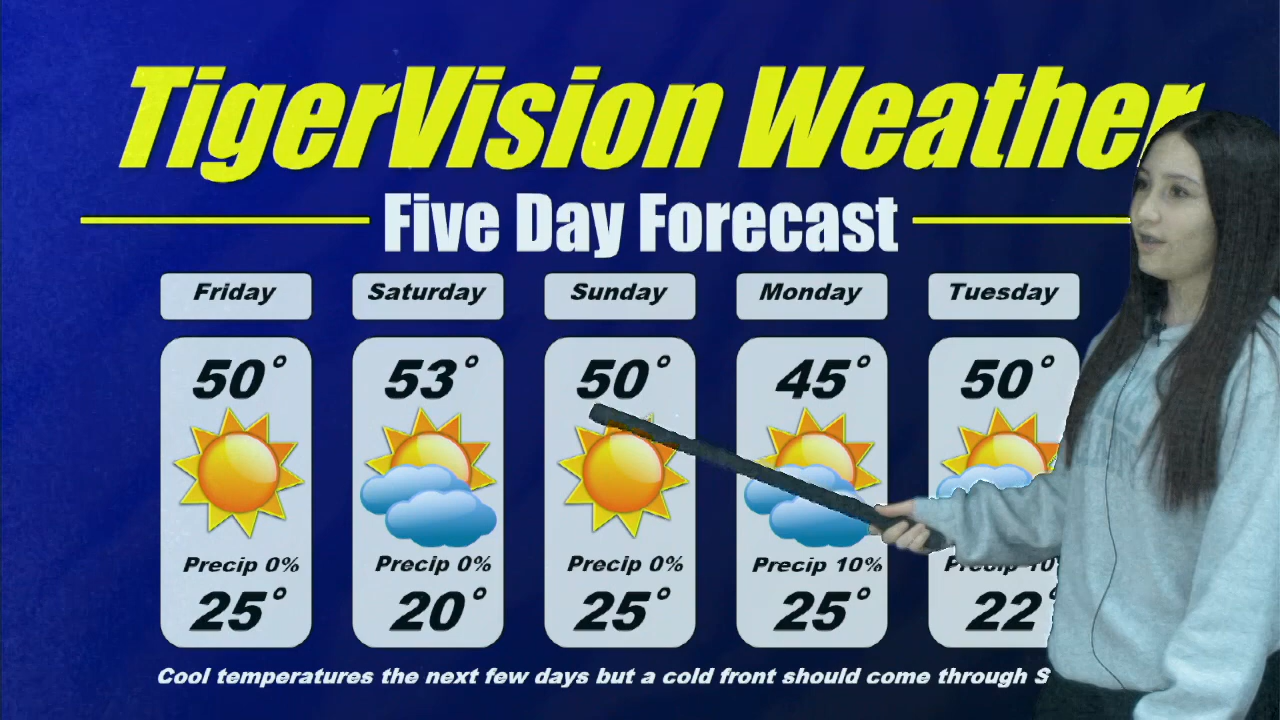 TigerVision Weather
Five Day Forecast
Friday Saturday Sunday Monday Tuesday
50° 53° 50° 45° 50°
Precip 0% Precip 0% Precip 0% Precip 10% Precip 10
25° 20° 25° 25° 22°
Cool temperatures the next few days but a cold front should come through S